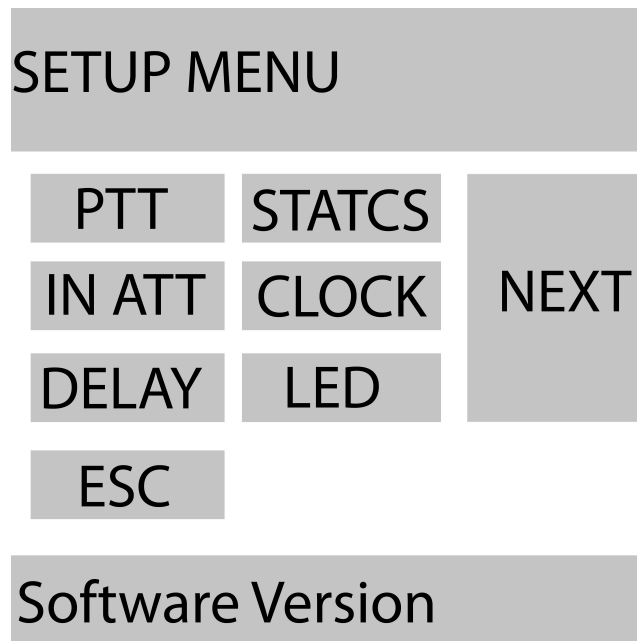 SETUP MENU
PTT STATCS
IN ATT CLOCK NEXT
DELAY LED
ESC
Software Version